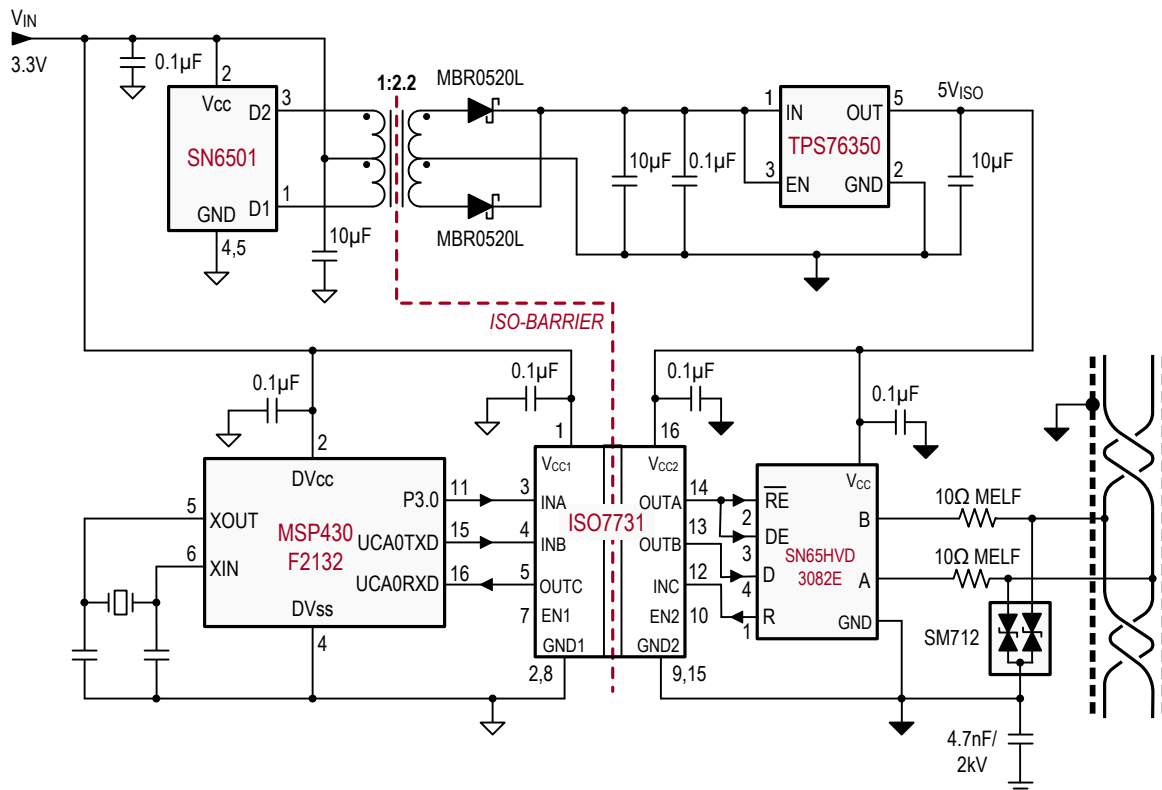 VIN
3.3V
0.1µF
2
Vcc
D2
3
SN6501
D1
1
GND
4,5
10µF
1:2.2
MBR0520L
MBR0520L
10µF
0.1µF
1
IN
OUT
5
TPS76350
3
EN
GND
2
5VISO
10µF
ISO-BARRIER
0.1µF
2
DVcc
5
XOUT
6
XIN
MSP430
F2132
P3.0
11
UCA0TXD
15
UCA0RXD
16
DVss
4
0.1µF
1
VCC1
3
INA
4
INB
5
OUTC
7
EN1
GND1
2,8
ISO7731
0.1µF
16
VCC2
OUTA
14
OUTB
13
INC
12
EN2
10
GND2
9,15
0.1µF
VCC
RE
2
DE
3
D
4
R
1
SN65HVD
3082E
B
A
GND
10Ω MELF
10Ω MELF
SM712
4.7nF/
2kV